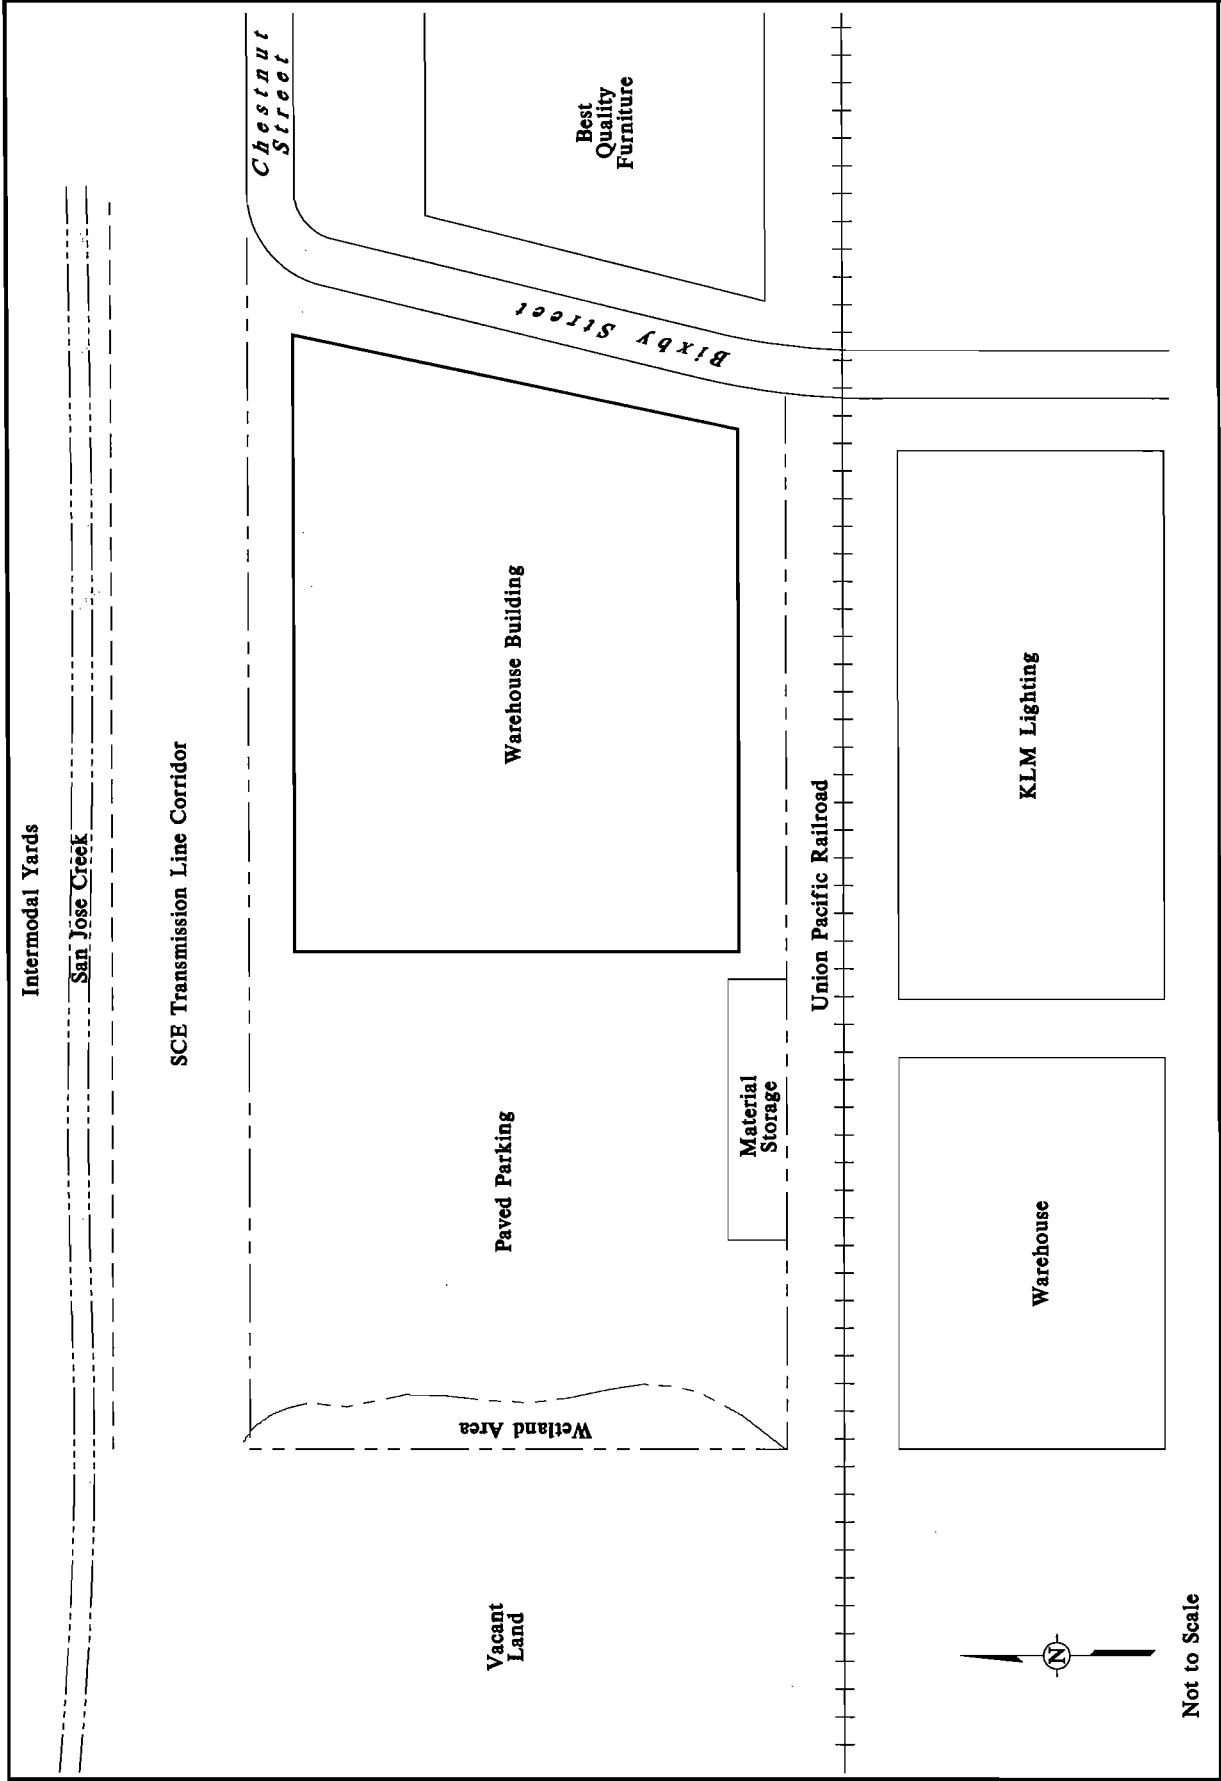 Intermodal Yards
San Jose Creek
SCE Transmission Line Corridor
Chestnut
Street
Vacant
Land
Wetland Area
Paved Parking
Warehouse Building
Bixby Street
Best
Quality
Furniture
Material
Storage
Union Pacific Railroad
Warehouse
KLM Lighting
N
Not to Scale